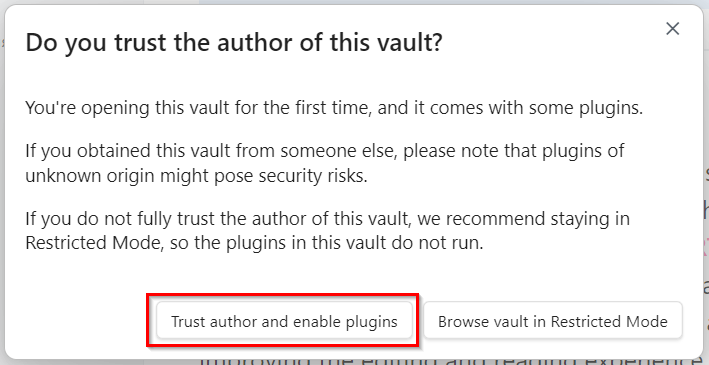 Do you trust the author of this vault?
You're opening this vault for the first time, and it comes with some plugins.
If you obtained this vault from someone else, please note that plugins of
unknown origin might pose security risks.
If you do not fully trust the author of this vault, we recommend staying in
Restricted Mode, so the plugins in this vault do not run.
Trust author and enable plugins
Browse vault in Restricted Mode